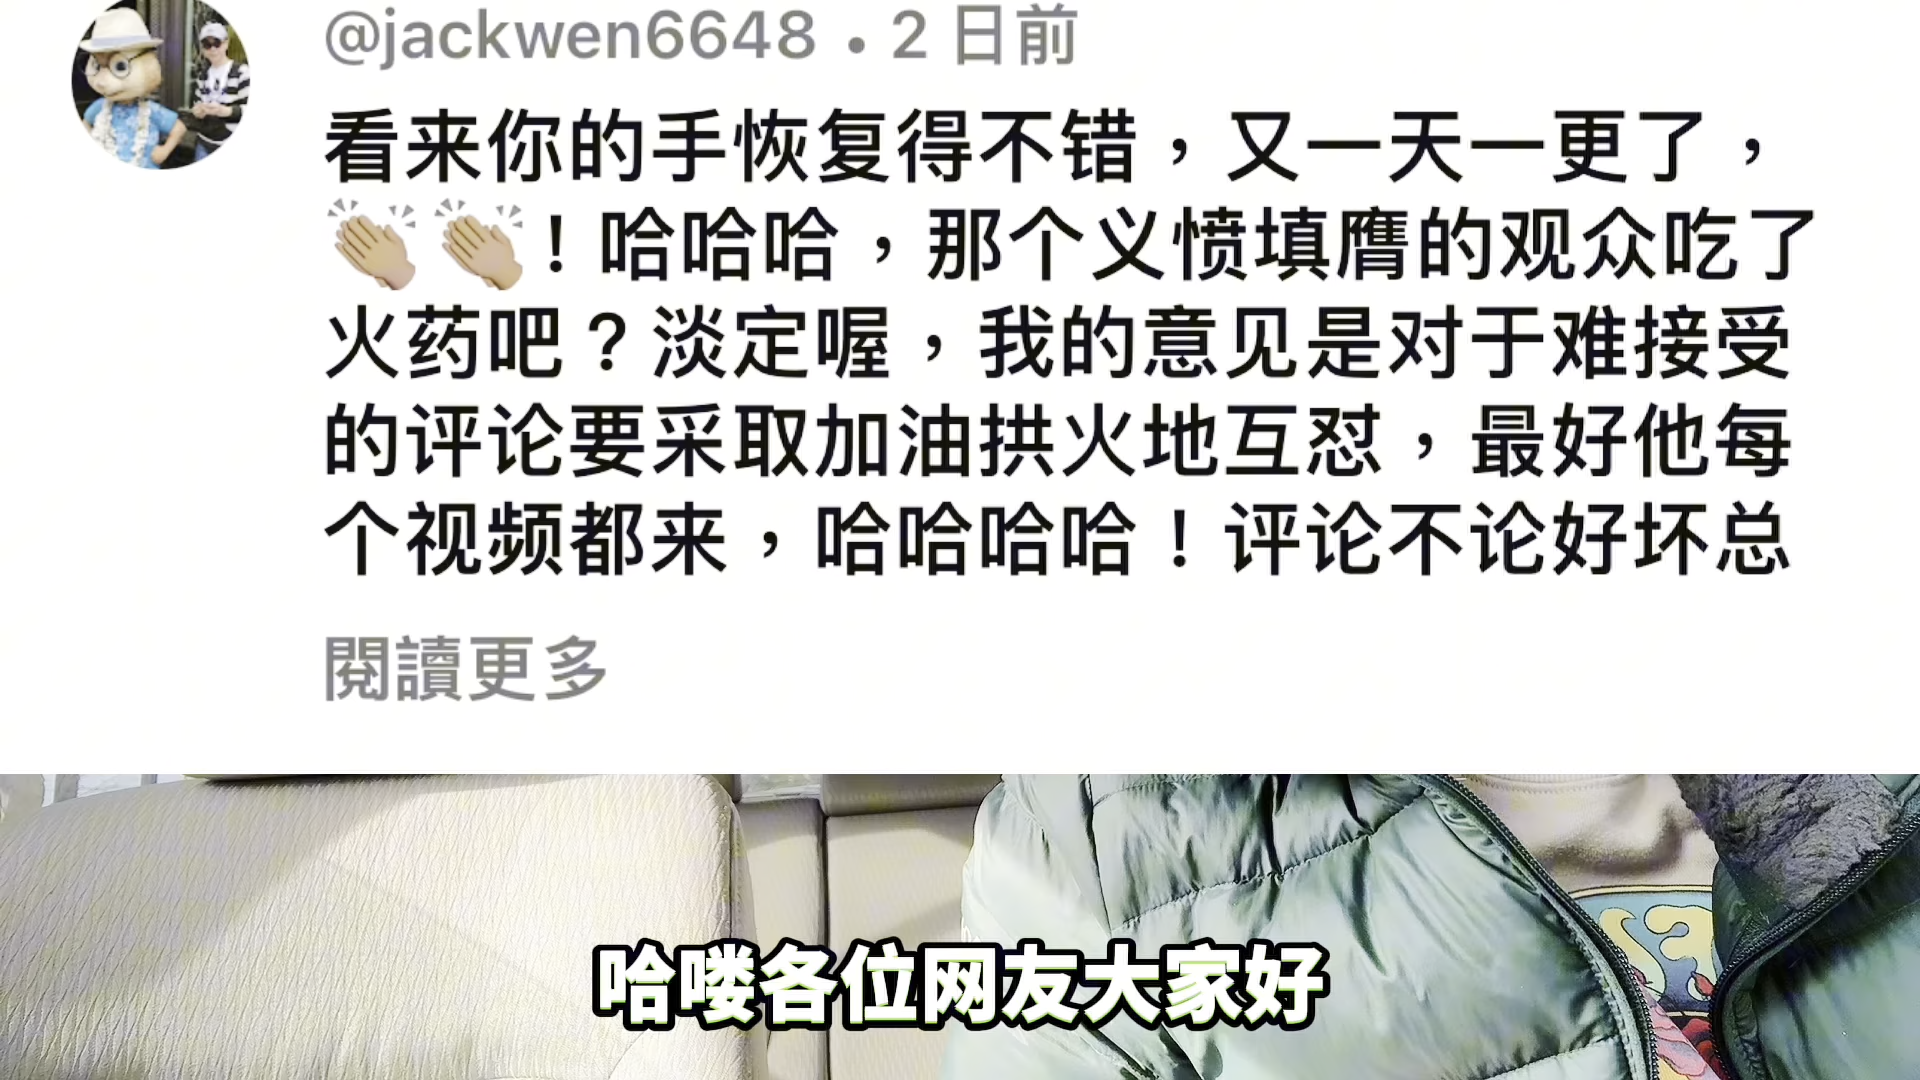 @jackwen6648 • 2 日前
看来你的手恢复得不错，又一天一更了，
👏🏼👏🏼！哈哈哈，那个义愤填膺的观众吃了
火药吧？淡定喔，我的意见是对于难接受
的评论要采取加油拱火地互怼，最好他每
个视频都来，哈哈哈哈！评论不论好坏总
閱讀更多
哈喽各位网友大家好